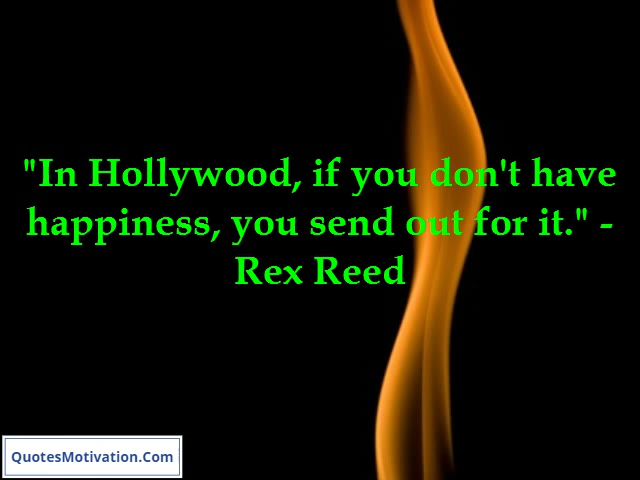 "In Hollywood, if you don't have
happiness, you send out for it." -
Rex Reed
QuotesMotivation.Com